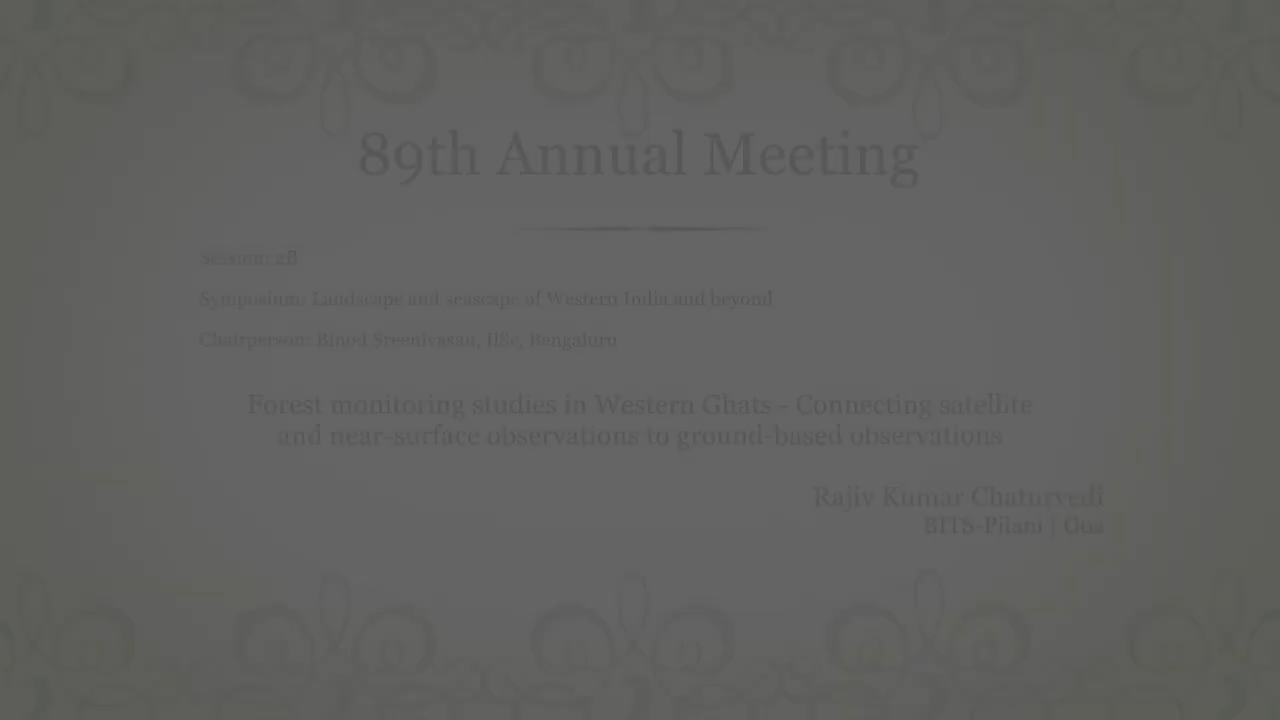 89th Annual Meeting
Session: 2B
Symposium: Landscape and seascape of Western India and beyond
Chairperson: Binod Sreenivasan, IISc, Bengaluru
Forest monitoring studies in Western Ghats - Connecting satellite
and near-surface observations to ground-based observations
Rajiv Kumar Chaturvedi
BITS-Pilani | Goa